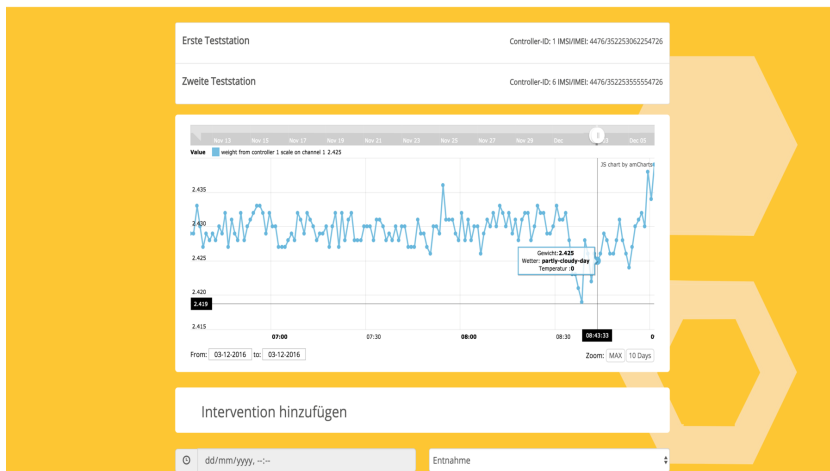 Erste Teststation
Controller-ID: 1 IMSI/IMEI: 4476/352253062254726
Zweite Teststation
Controller-ID: 6 IMSI/IMEI: 4476/352253555554726
Nov 13 Nov 15 Nov 17 Nov 19 Nov 21 Nov 23 Nov 25 Nov 27 Nov 29 Dec Dec 03
Value weight from controller 1 scale on channel 1 2.425
JS chart by amCharts
2.435
2.430
2.425
2.420
2.419
2.415
Gewicht: 2.425
Wetter: partly-cloudy-day
Temperatur :0
07:00 07:30 08:00 08:30 08:43:33
From: 03-12-2016 to: 03-12-2016
Zoom: MAX 10 Days
Intervention hinzufügen
dd/mm/yyyy, --:--
Entnahme